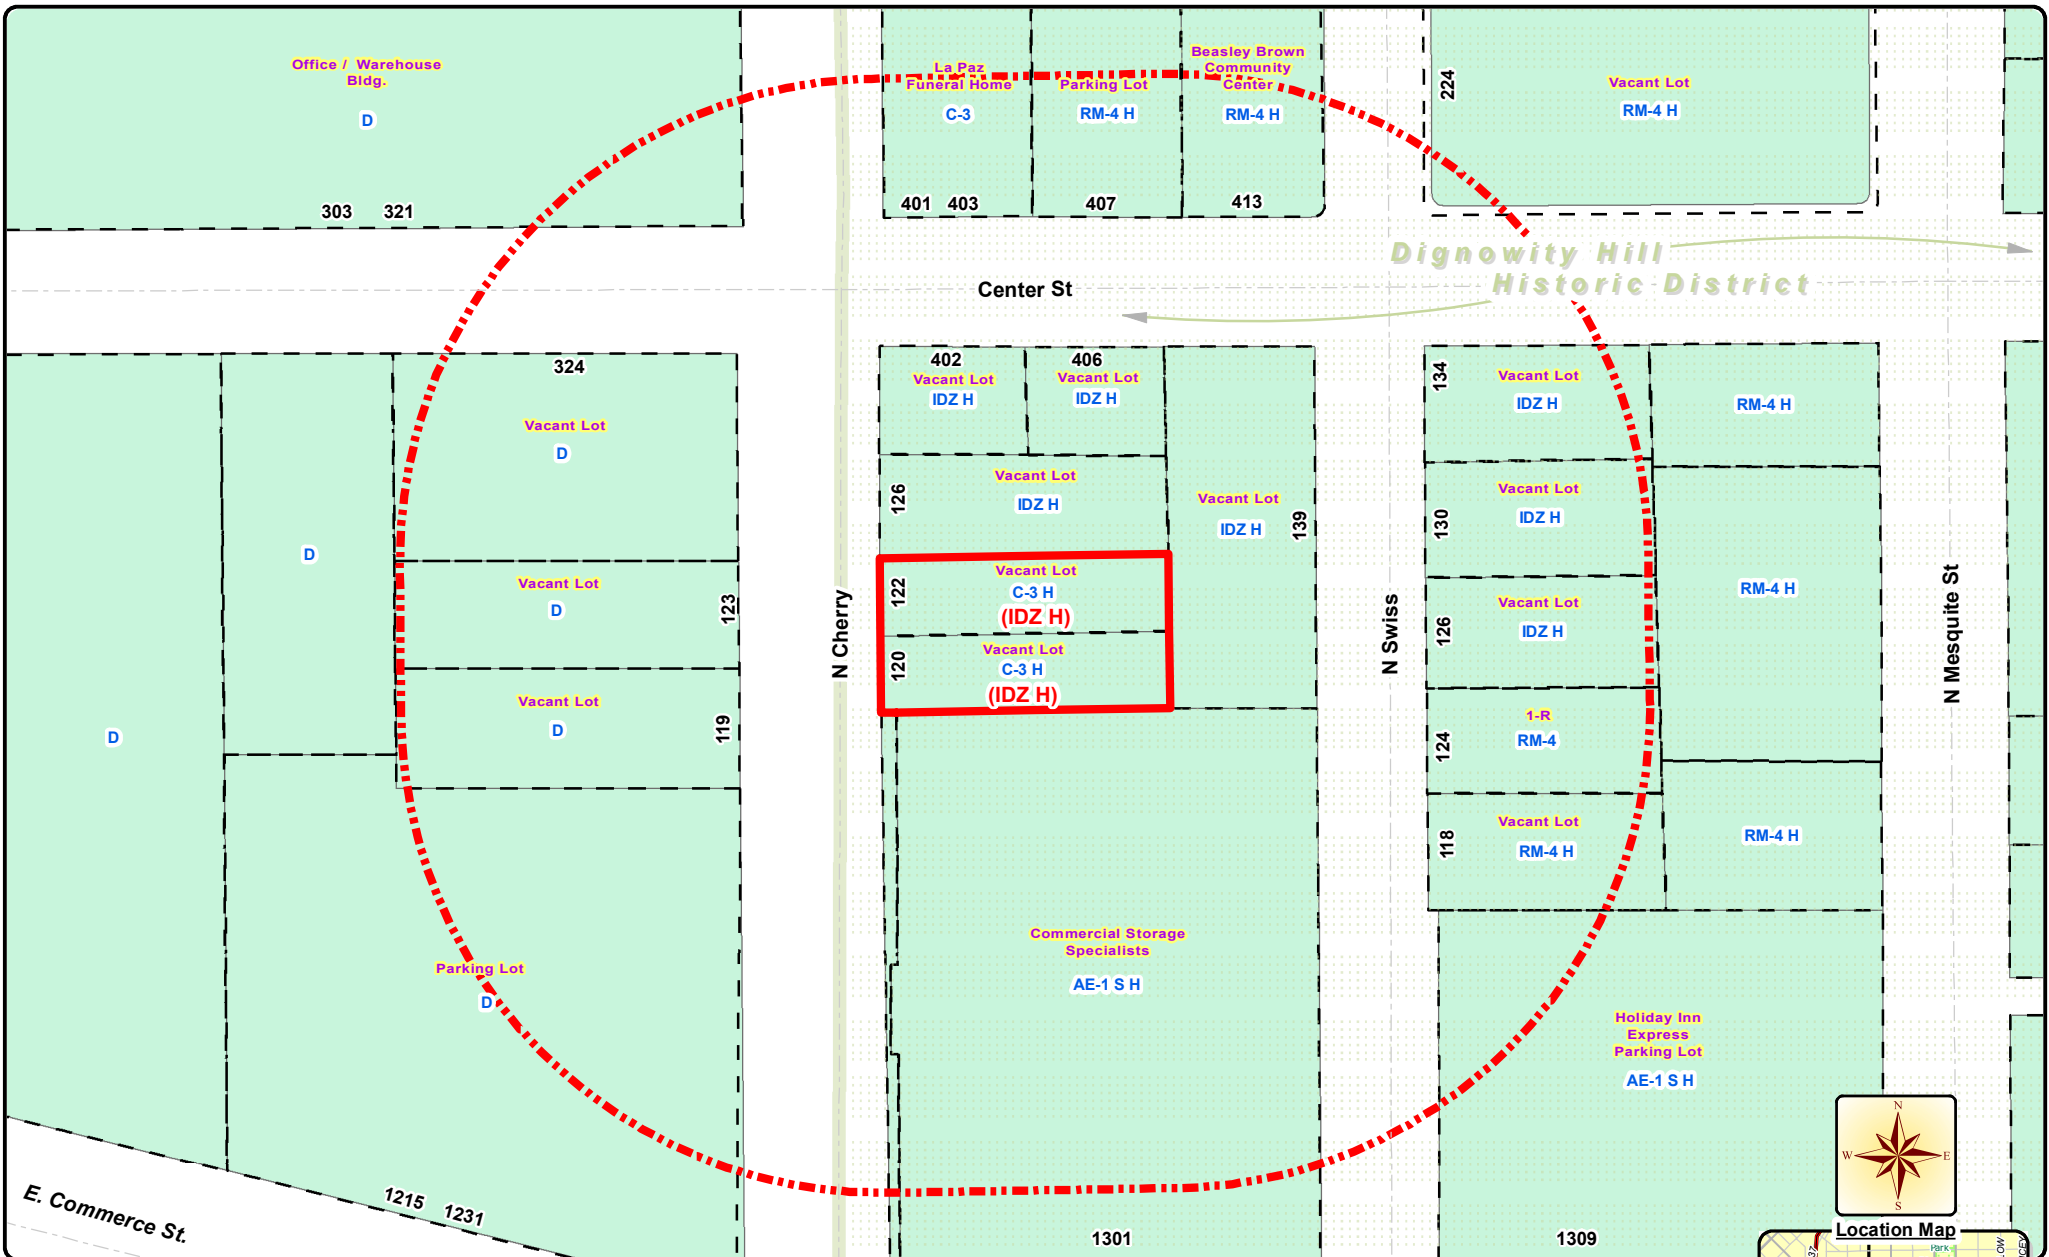 Office / Warehouse
Bldg.
D
303 321
La Paz
Funeral Home
C-3
401 403
Parking Lot
RM-4 H
407
Beasley Brown
Community
Center
RM-4 H
413
224
Vacant Lot
RM-4 H
Dignowity Hill
Historic District
Center St
324
Vacant Lot
D
D
D
Vacant Lot
D
123
Vacant Lot
D
119
Parking Lot
D
E. Commerce St.
1215 1231
N Cherry
402
Vacant Lot
IDZ H
406
Vacant Lot
IDZ H
126
Vacant Lot
IDZ H
Vacant Lot
IDZ H
139
122
Vacant Lot
C-3 H
(IDZ H)
120
Vacant Lot
C-3 H
(IDZ H)
Commercial Storage
Specialists
AE-1 S H
1301
N Swiss
134
Vacant Lot
IDZ H
130
Vacant Lot
IDZ H
126
Vacant Lot
IDZ H
124
1-R
RM-4
118
Vacant Lot
RM-4 H
RM-4 H
RM-4 H
RM-4 H
N Mesquite St
Holiday Inn
Express
Parking Lot
AE-1 S H
1309
N
W E
S
Location Map
37
Park